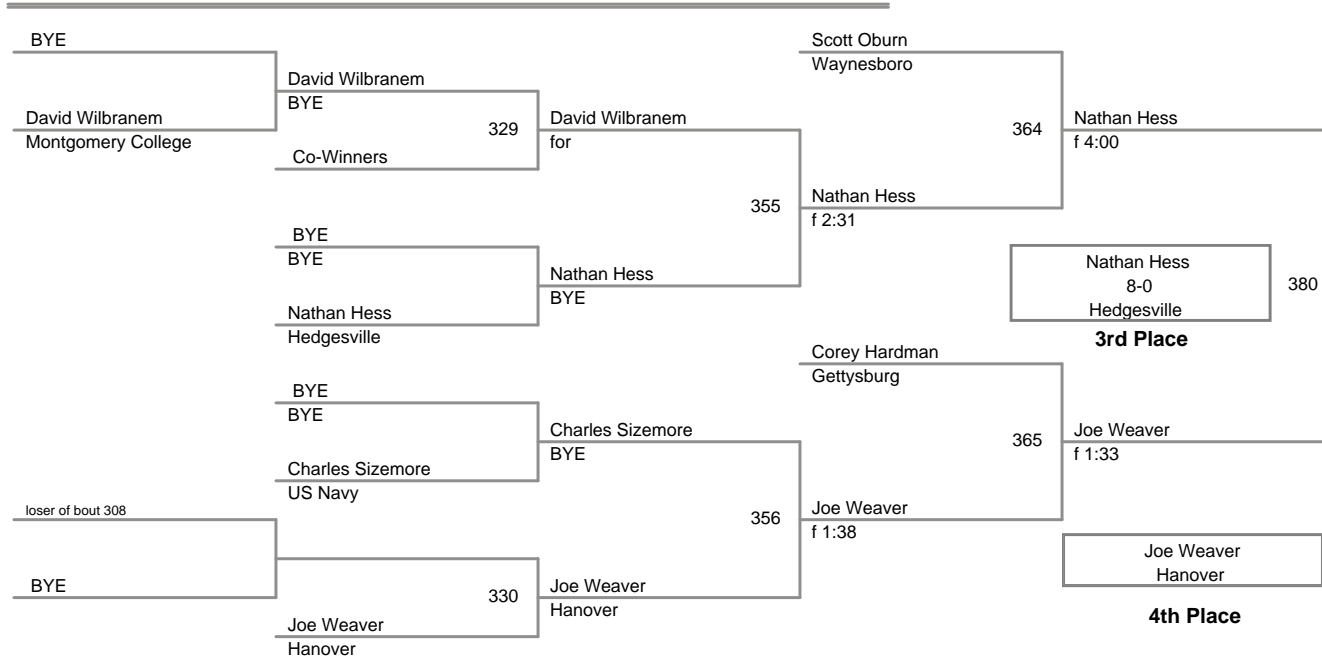 BYE
Scott Oburn
Waynesboro
David Wilbranem
BYE
David Wilbranem
Montgomery College
329
David Wilbranem
for
364
Nathan Hess
f 4:00
Co-Winners
355
Nathan Hess
f 2:31
BYE
BYE
Nathan Hess
BYE
Nathan Hess
8-0
Hedgesville
380
3rd Place
Nathan Hess
Hedgesville
Corey Hardman
Gettysburg
BYE
BYE
Charles Sizemore
BYE
365
Joe Weaver
f 1:33
Charles Sizemore
US Navy
loser of bout 308
356
Joe Weaver
f 1:38
Joe Weaver
Hanover
4th Place
BYE
330
Joe Weaver
Hanover
Joe Weaver
Hanover